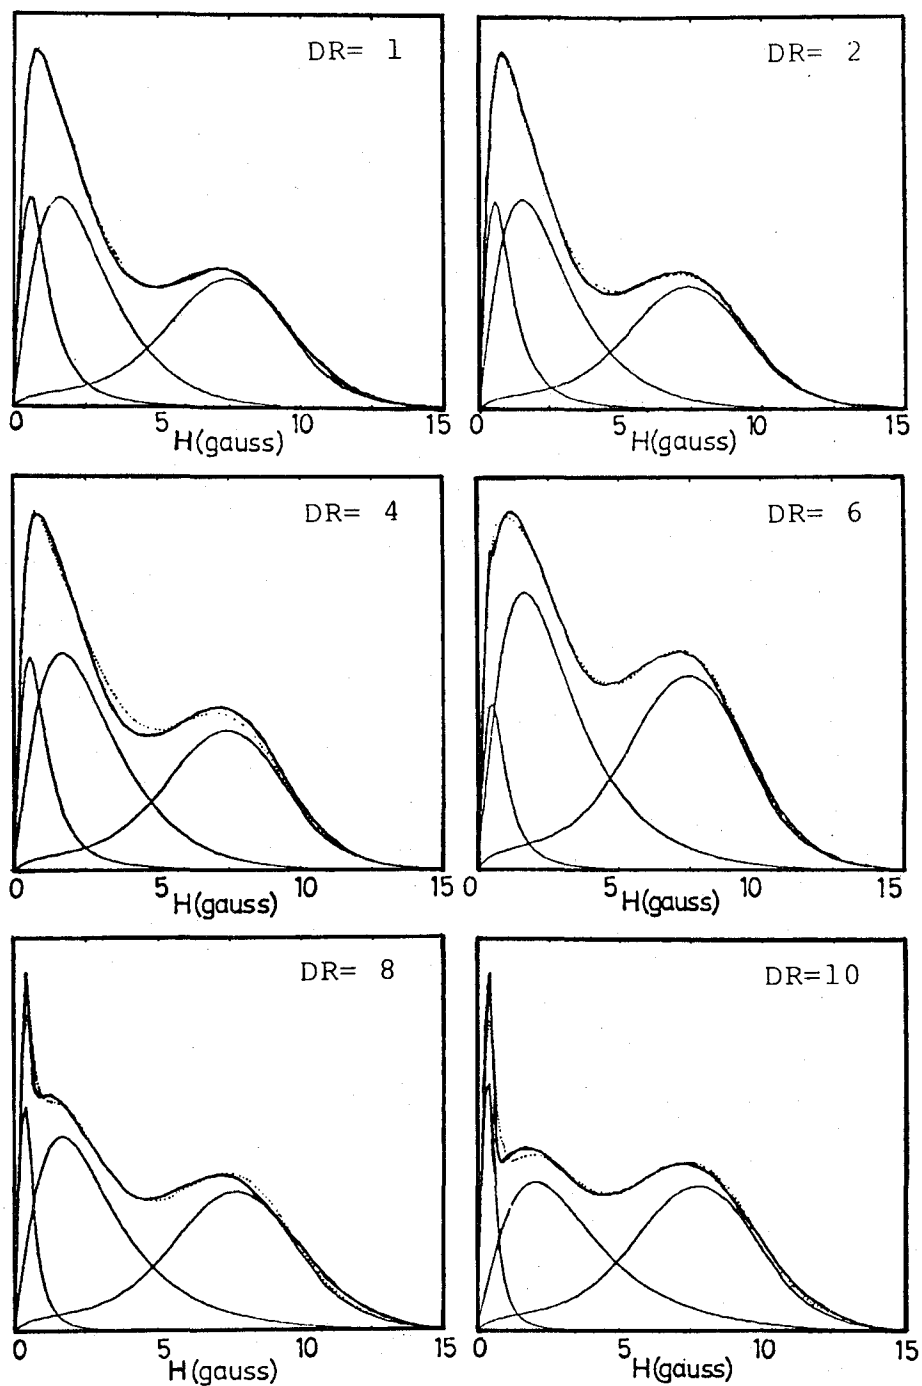 DR= 1
DR= 2
0 5 10 15
H(gauss)
0 5 10 15
H(gauss)
DR= 4
DR= 6
0 5 10 15
H(gauss)
0 5 10 15
H(gauss)
DR= 8
DR=10
0 5 10 15
H(gauss)
0 5 10 15
H(gauss)